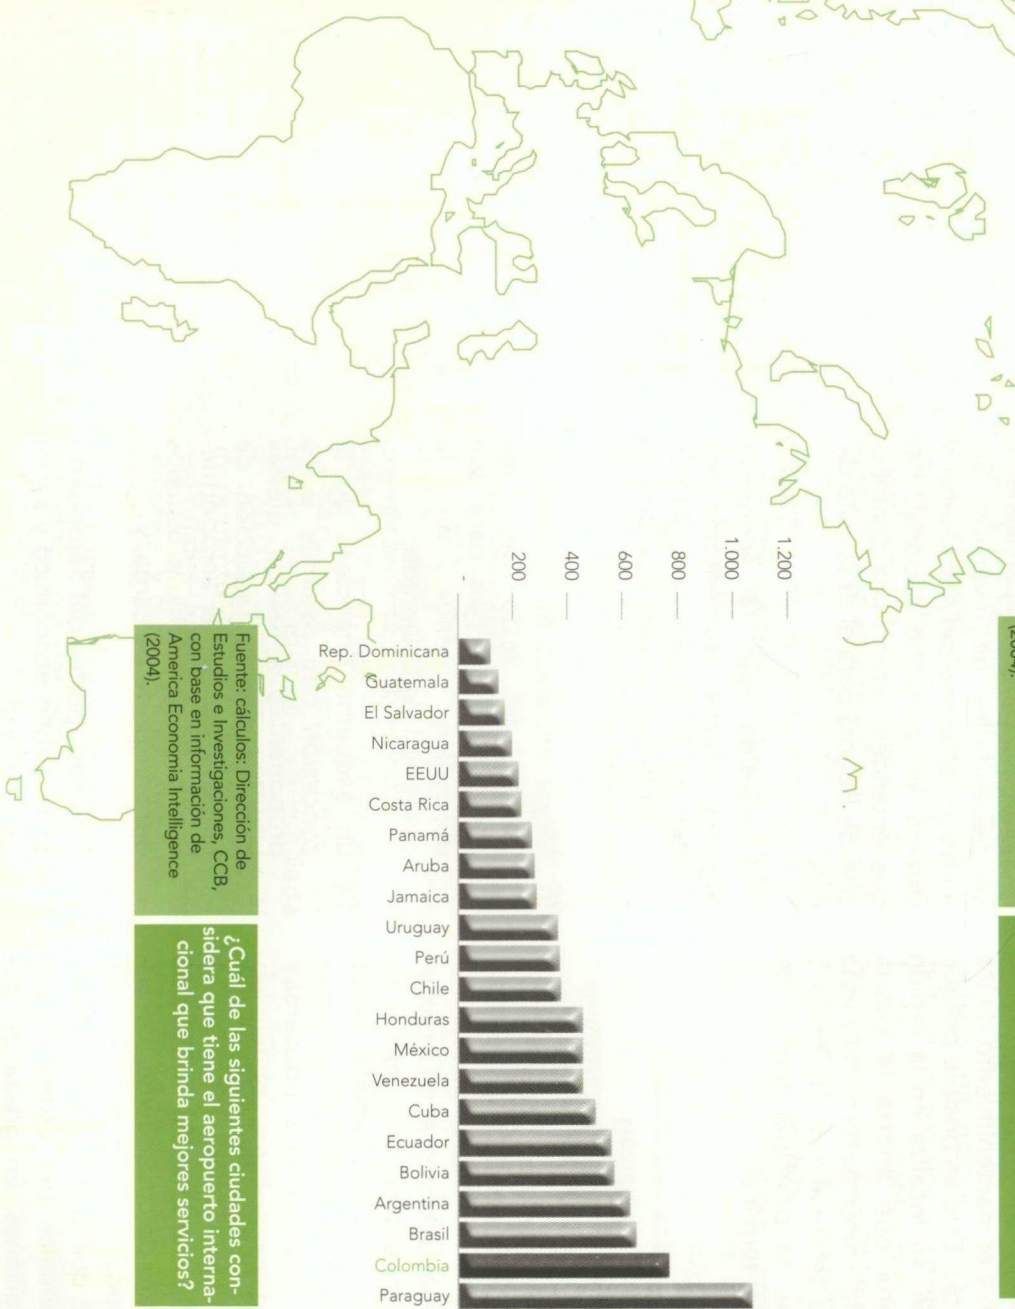 1.200
1.000
800
600
400
200
-
Rep. Dominicana
Guatemala
El Salvador
Nicaragua
EEUU
Costa Rica
Panamá
Aruba
Jamaica
Uruguay
Perú
Chile
Honduras
México
Venezuela
Cuba
Ecuador
Bolivia
Argentina
Brasil
Colombia
Paraguay
Fuente: cálculos: Dirección de
Estudios e Investigaciones, CCB,
con base en información de
America Economia Intelligence
(2004).
¿Cuál de las siguientes ciudades con-
sidera que tiene el aeropuerto interna-
cional que brinda mejores servicios?
(2004).